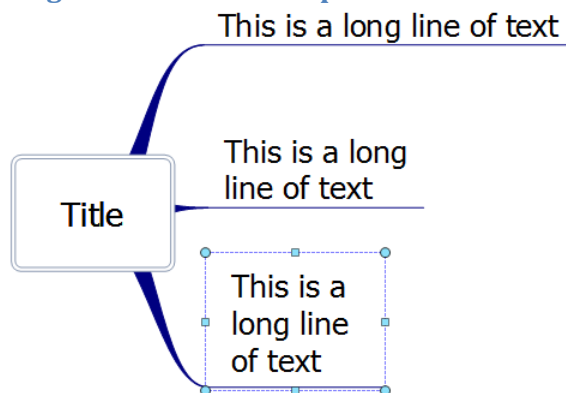 This is a long line of text
This is a long
line of text
Title
This is a
long line
of text